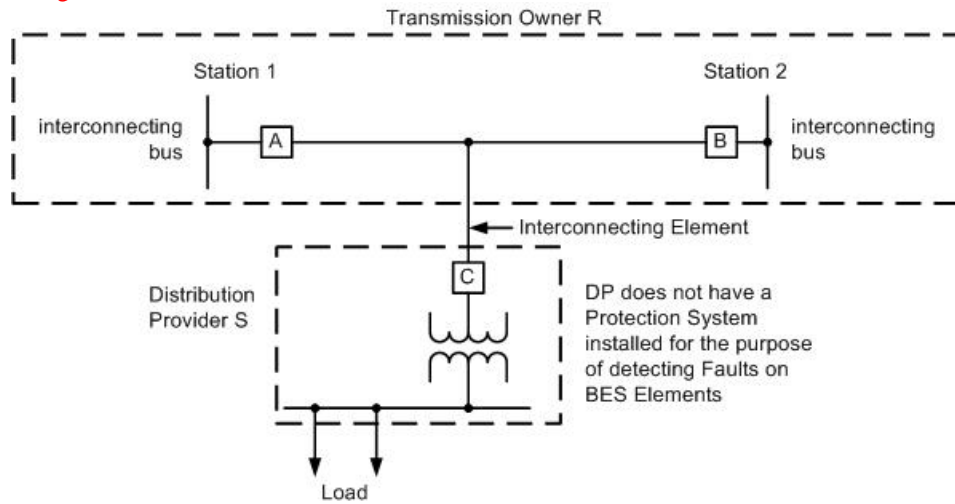 Transmission Owner R
Station 1
Station 2
interconnecting
bus
A
B
interconnecting
bus
Interconnecting Element
Distribution
Provider S
C
DP does not have a
Protection System
installed for the purpose
of detecting Faults on
BES Elements
Load